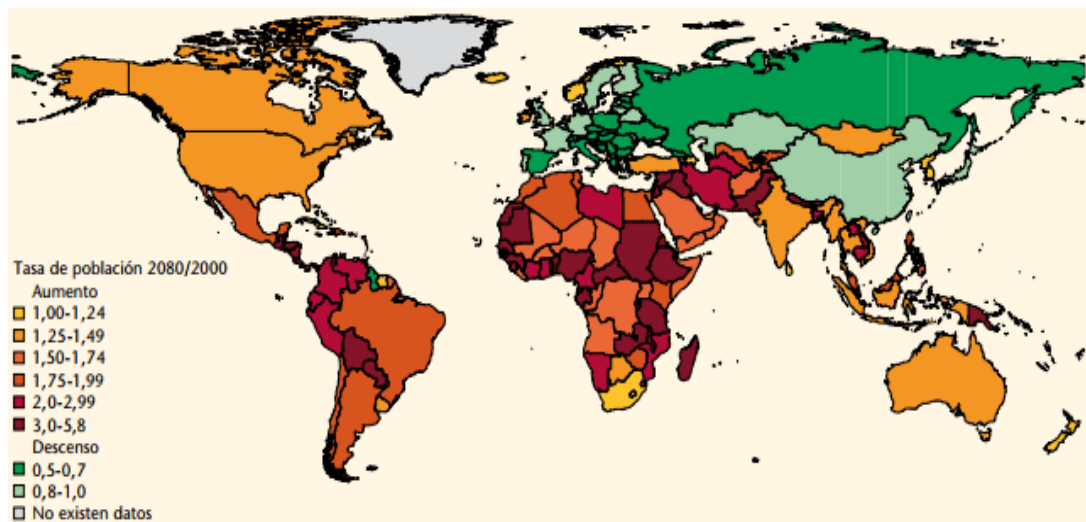 Tasa de población 2080/2000
Aumento
1,00-1,24
1,25-1,49
1,50-1,74
1,75-1,99
2,0-2,99
3,0-5,8
Descenso
0,5-0,7
0,8-1,0
No existen datos